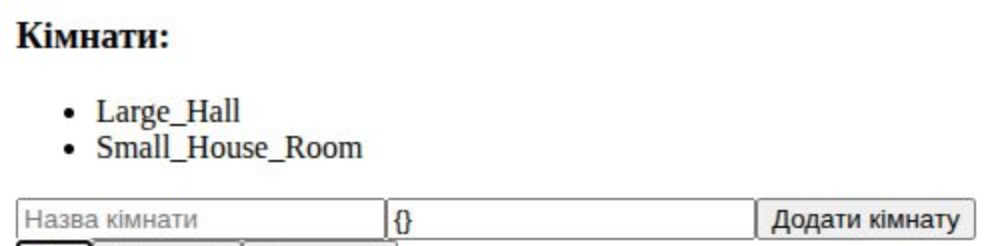 Кімнати:
Large_Hall
Small_House_Room
Назва кімнати {} Додати кімнату